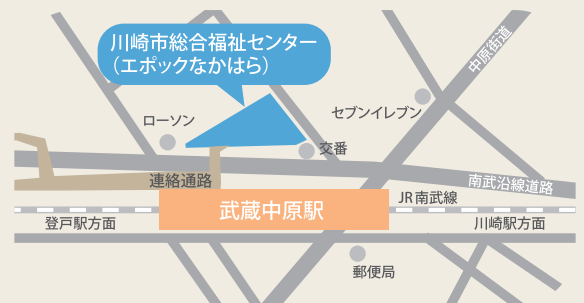 川崎市総合福祉センター
（エポックなかはら）
中原街道
セブンイレブン
ローソン
交番
連絡通路
南武沿線道路
JR南武線
武蔵中原駅
登戸駅方面
川崎駅方面
郵便局